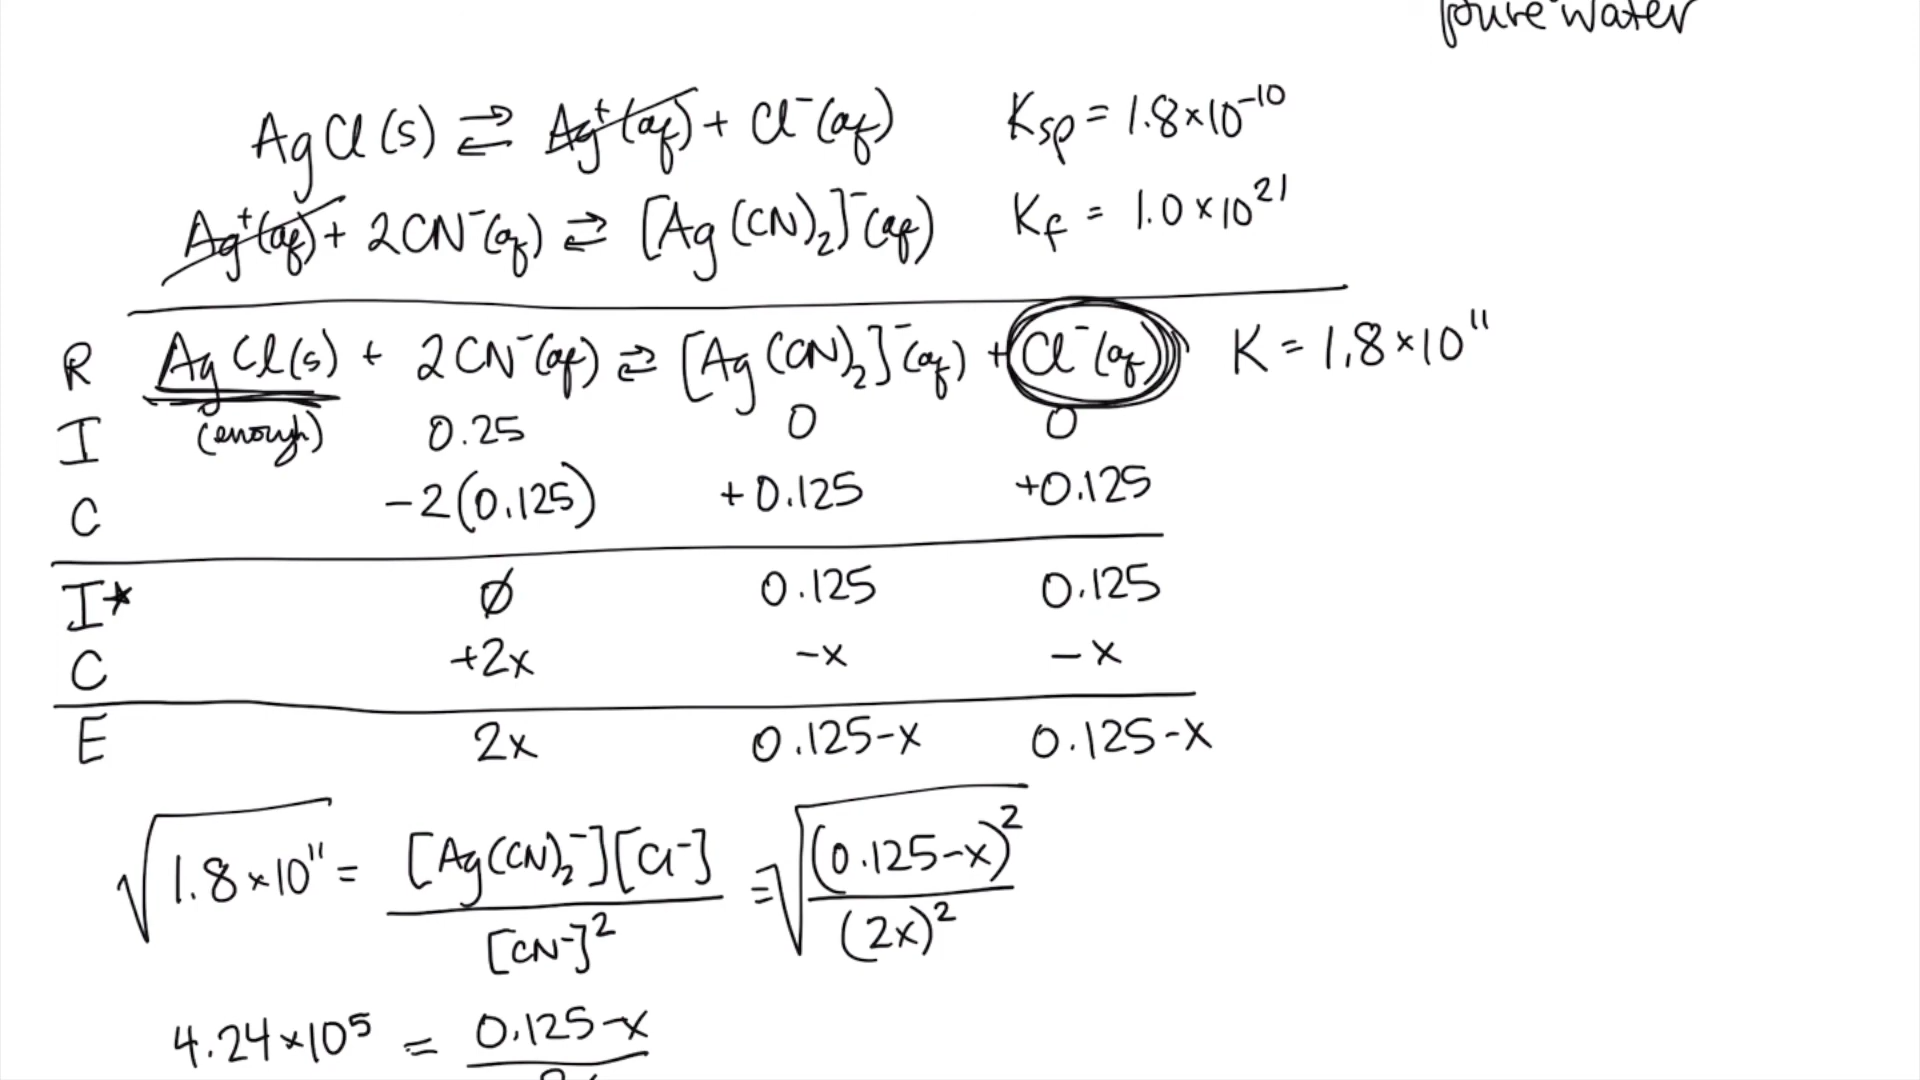 pure water
AgCl(s) ⇌ Ag⁺(aq) + Cl⁻(aq) Ksp = 1.8×10⁻¹⁰
Ag⁺(aq) + 2CN⁻(aq) ⇌ [Ag(CN)₂]⁻(aq) Kf = 1.0×10²¹
R AgCl(s) + 2CN⁻(aq) ⇌ [Ag(CN)₂]⁻(aq) + Cl⁻(aq) K = 1.8×10¹¹
I (enough) 0.25 0 0
C -2(0.125) +0.125 +0.125
I* ∅ 0.125 0.125
C +2x -x -x
E 2x 0.125-x 0.125-x
√1.8×10¹¹ = [Ag(CN)₂⁻][Cl⁻] / [CN⁻]² = √(0.125-x)² / (2x)²
4.24×10⁵ = 0.125-x